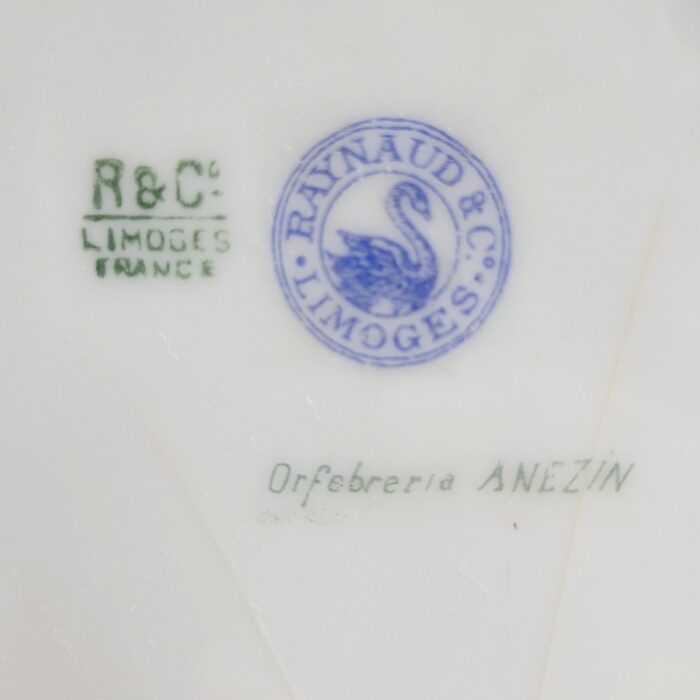 R & Cº
LIMOGES
FRANCE
RAYNAUD & Cº.
• LIMOGES •
Orfebreria ANEZIN